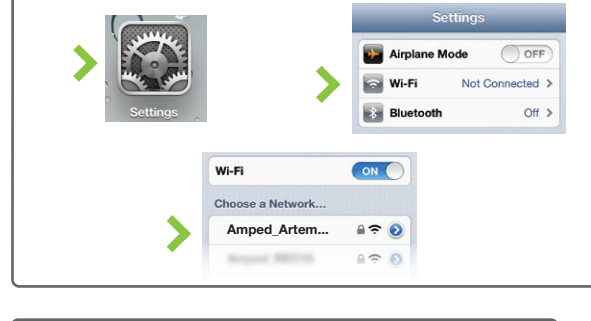 Settings
Settings
Airplane Mode OFF
Wi-Fi Not Connected
Bluetooth Off
Wi-Fi ON
Choose a Network...
Amped_Artem...